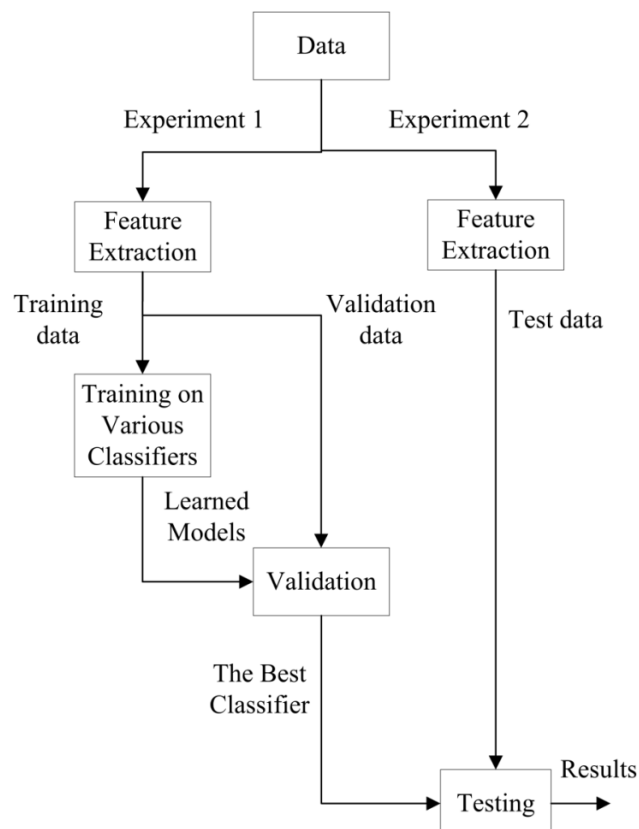 Data
Experiment 1
Experiment 2
Feature
Extraction
Feature
Extraction
Training
data
Validation
data
Test data
Training on
Various
Classifiers
Learned
Models
Validation
The Best
Classifier
Testing
Results